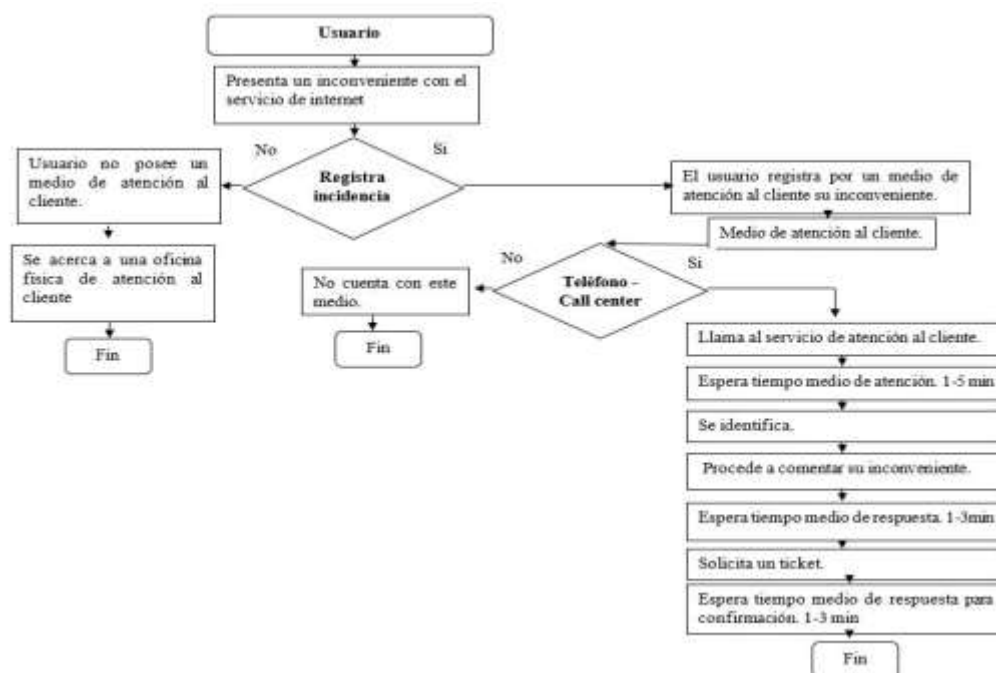 Usuario
Presenta un inconveniente con el
servicio de internet
No
Si
Registra
incidencia
Usuario no posee un
medio de atención al
cliente.
Se acerca a una oficina
física de atención al
cliente
Fin
El usuario registra por un medio de
atención al cliente su inconveniente.
Medio de atención al cliente.
No
Si
Teléfono –
Call center
No cuenta con este
medio.
Fin
Llama al servicio de atención al cliente.
Espera tiempo medio de atención. 1-5 min
Se identifica.
Procede a comentar su inconveniente.
Espera tiempo medio de respuesta. 1-3min
Solicita un ticket.
Espera tiempo medio de respuesta para
confirmación. 1-3 min
Fin